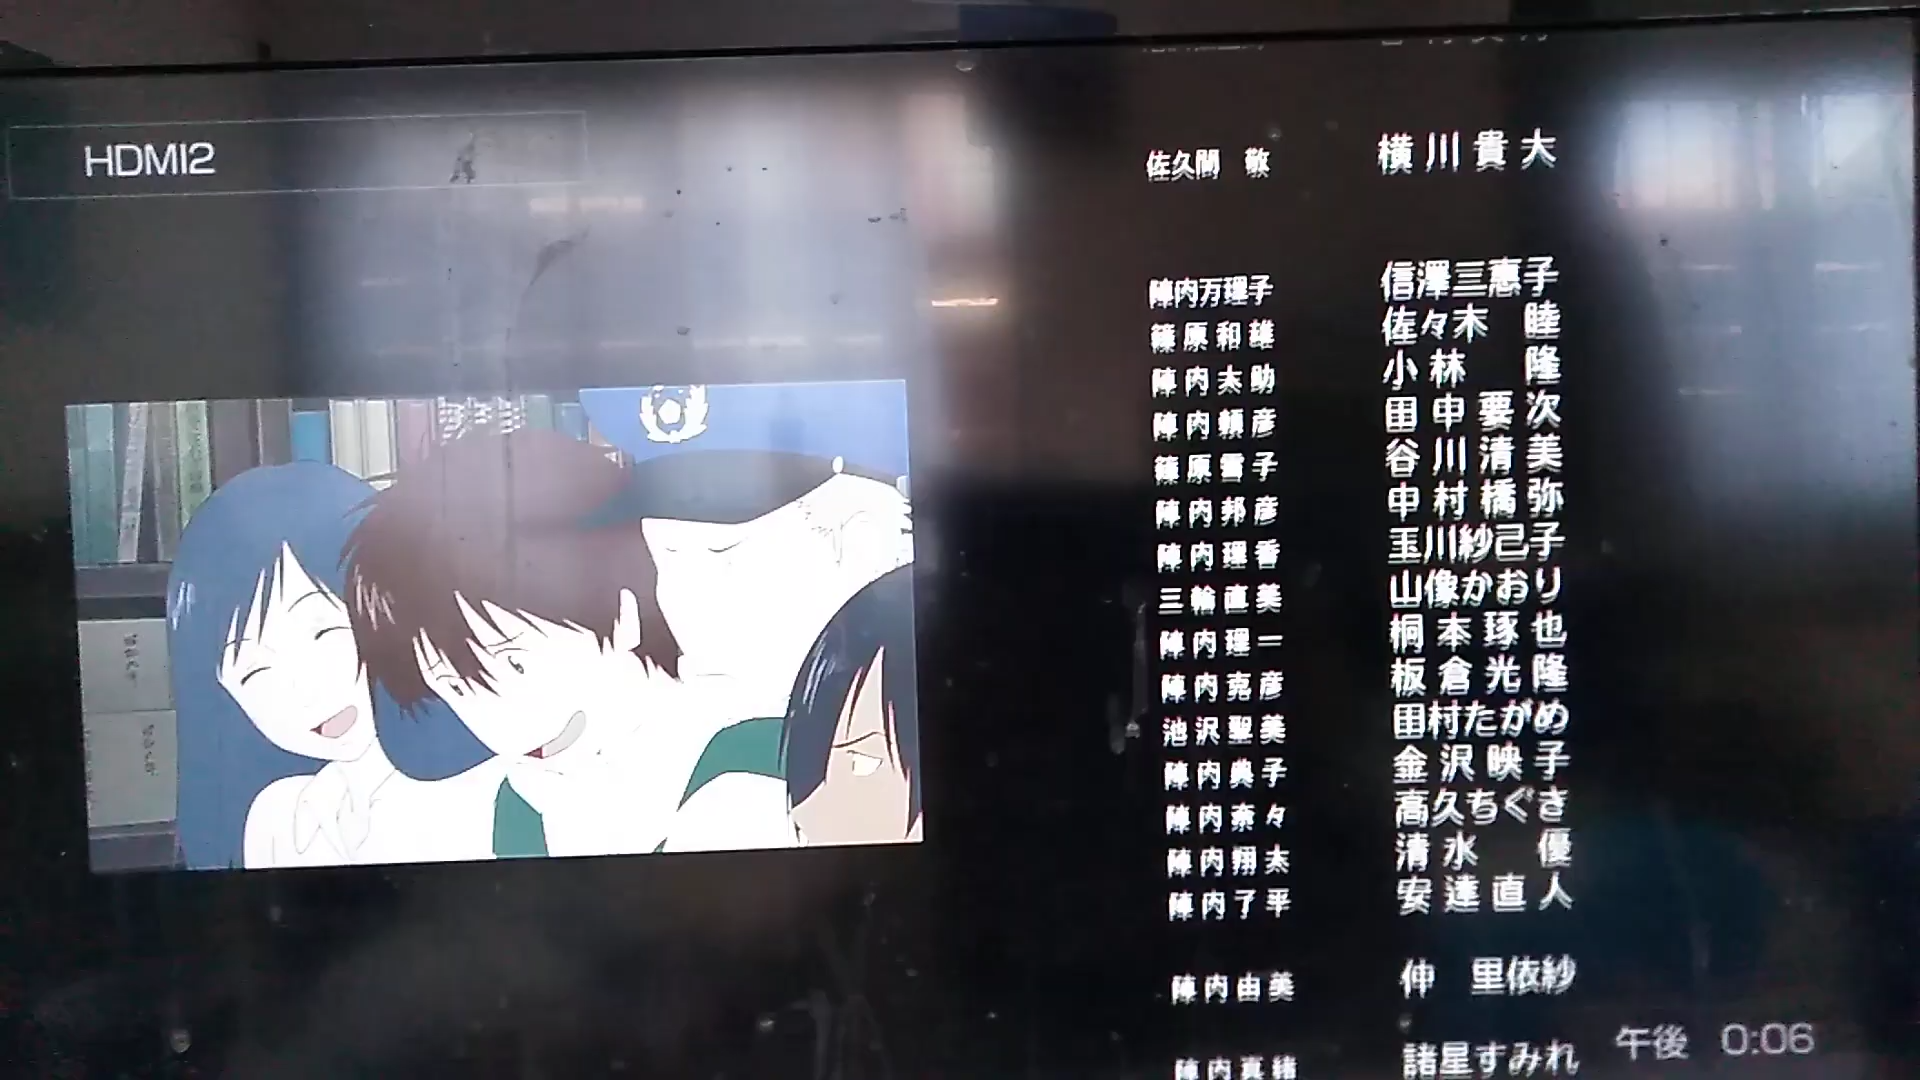 HDMI2
佐久間 敬 横川貴大
陣内万理子 信澤三惠子
篠原和雄 佐々木 睦
陣内太助 小林 隆
陣内頼彦 田中要次
篠原雪子 谷川清美
陣内邦彦 中村橋弥
陣内理香 玉川紗己子
三輪直美 山像かおり
陣内理一 桐本琢也
陣内克彦 板倉光隆
池沢聖美 田村たがめ
陣内典子 金沢映子
陣内奈々 高久ちぐさ
陣内翔太 清水 優
陣内了平 安達直人
陣内由美 仲 里依紗
陣内真緒 諸星すみれ
午後 0:06